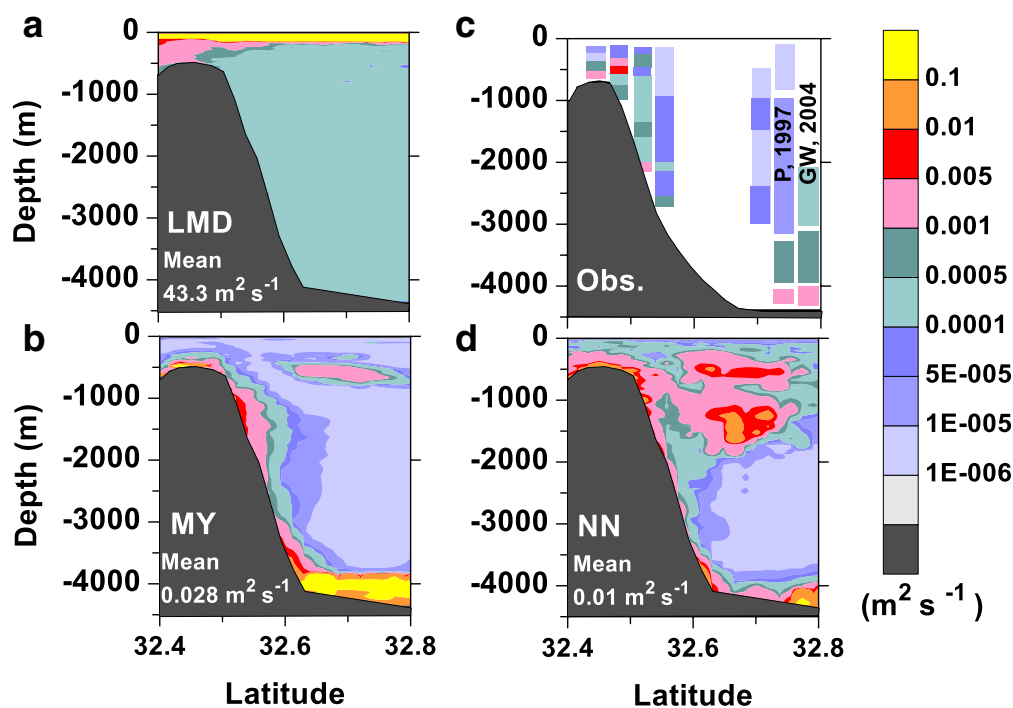 a
0
-1000
-2000
-3000
-4000
Depth (m)
LMD
Mean
43.3 m² s⁻¹
c
0
-1000
-2000
-3000
-4000
P, 1997
GW, 2004
Obs.
b
0
-1000
-2000
-3000
-4000
Depth (m)
MY
Mean
0.028 m² s⁻¹
32.4 32.6 32.8
Latitude
d
0
-1000
-2000
-3000
-4000
NN
Mean
0.01 m² s⁻¹
32.4 32.6 32.8
Latitude
0.1
0.01
0.005
0.001
0.0005
0.0001
5E-005
1E-005
1E-006
(m² s ⁻¹ )